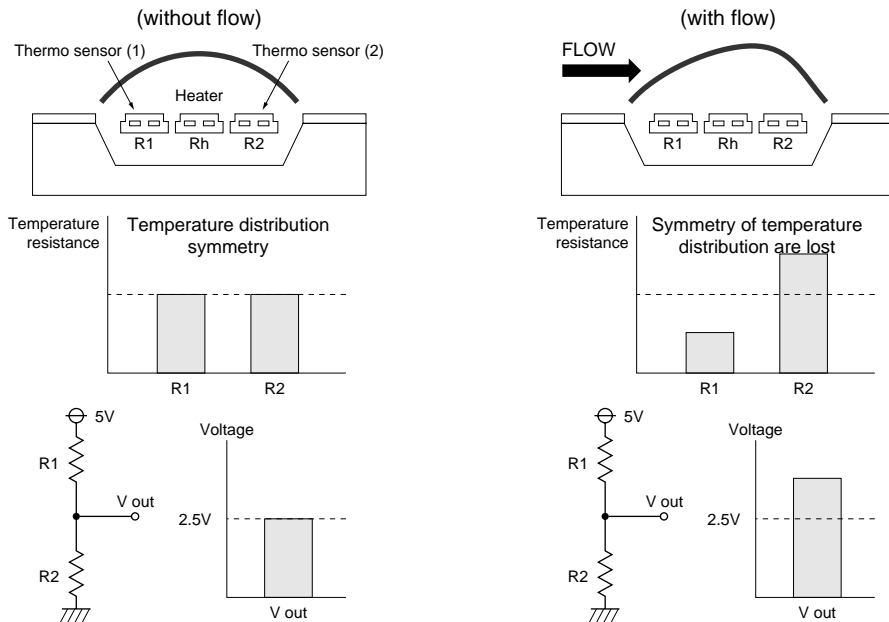 (without flow)
Thermo sensor (1)
Thermo sensor (2)
Heater
R1
Rh
R2
Temperature
resistance
Temperature distribution
symmetry
R1
R2
5V
R1
V out
R2
Voltage
2.5V
V out
(with flow)
FLOW
R1
Rh
R2
Temperature
resistance
Symmetry of temperature
distribution are lost
R1
R2
5V
R1
V out
R2
Voltage
2.5V
V out